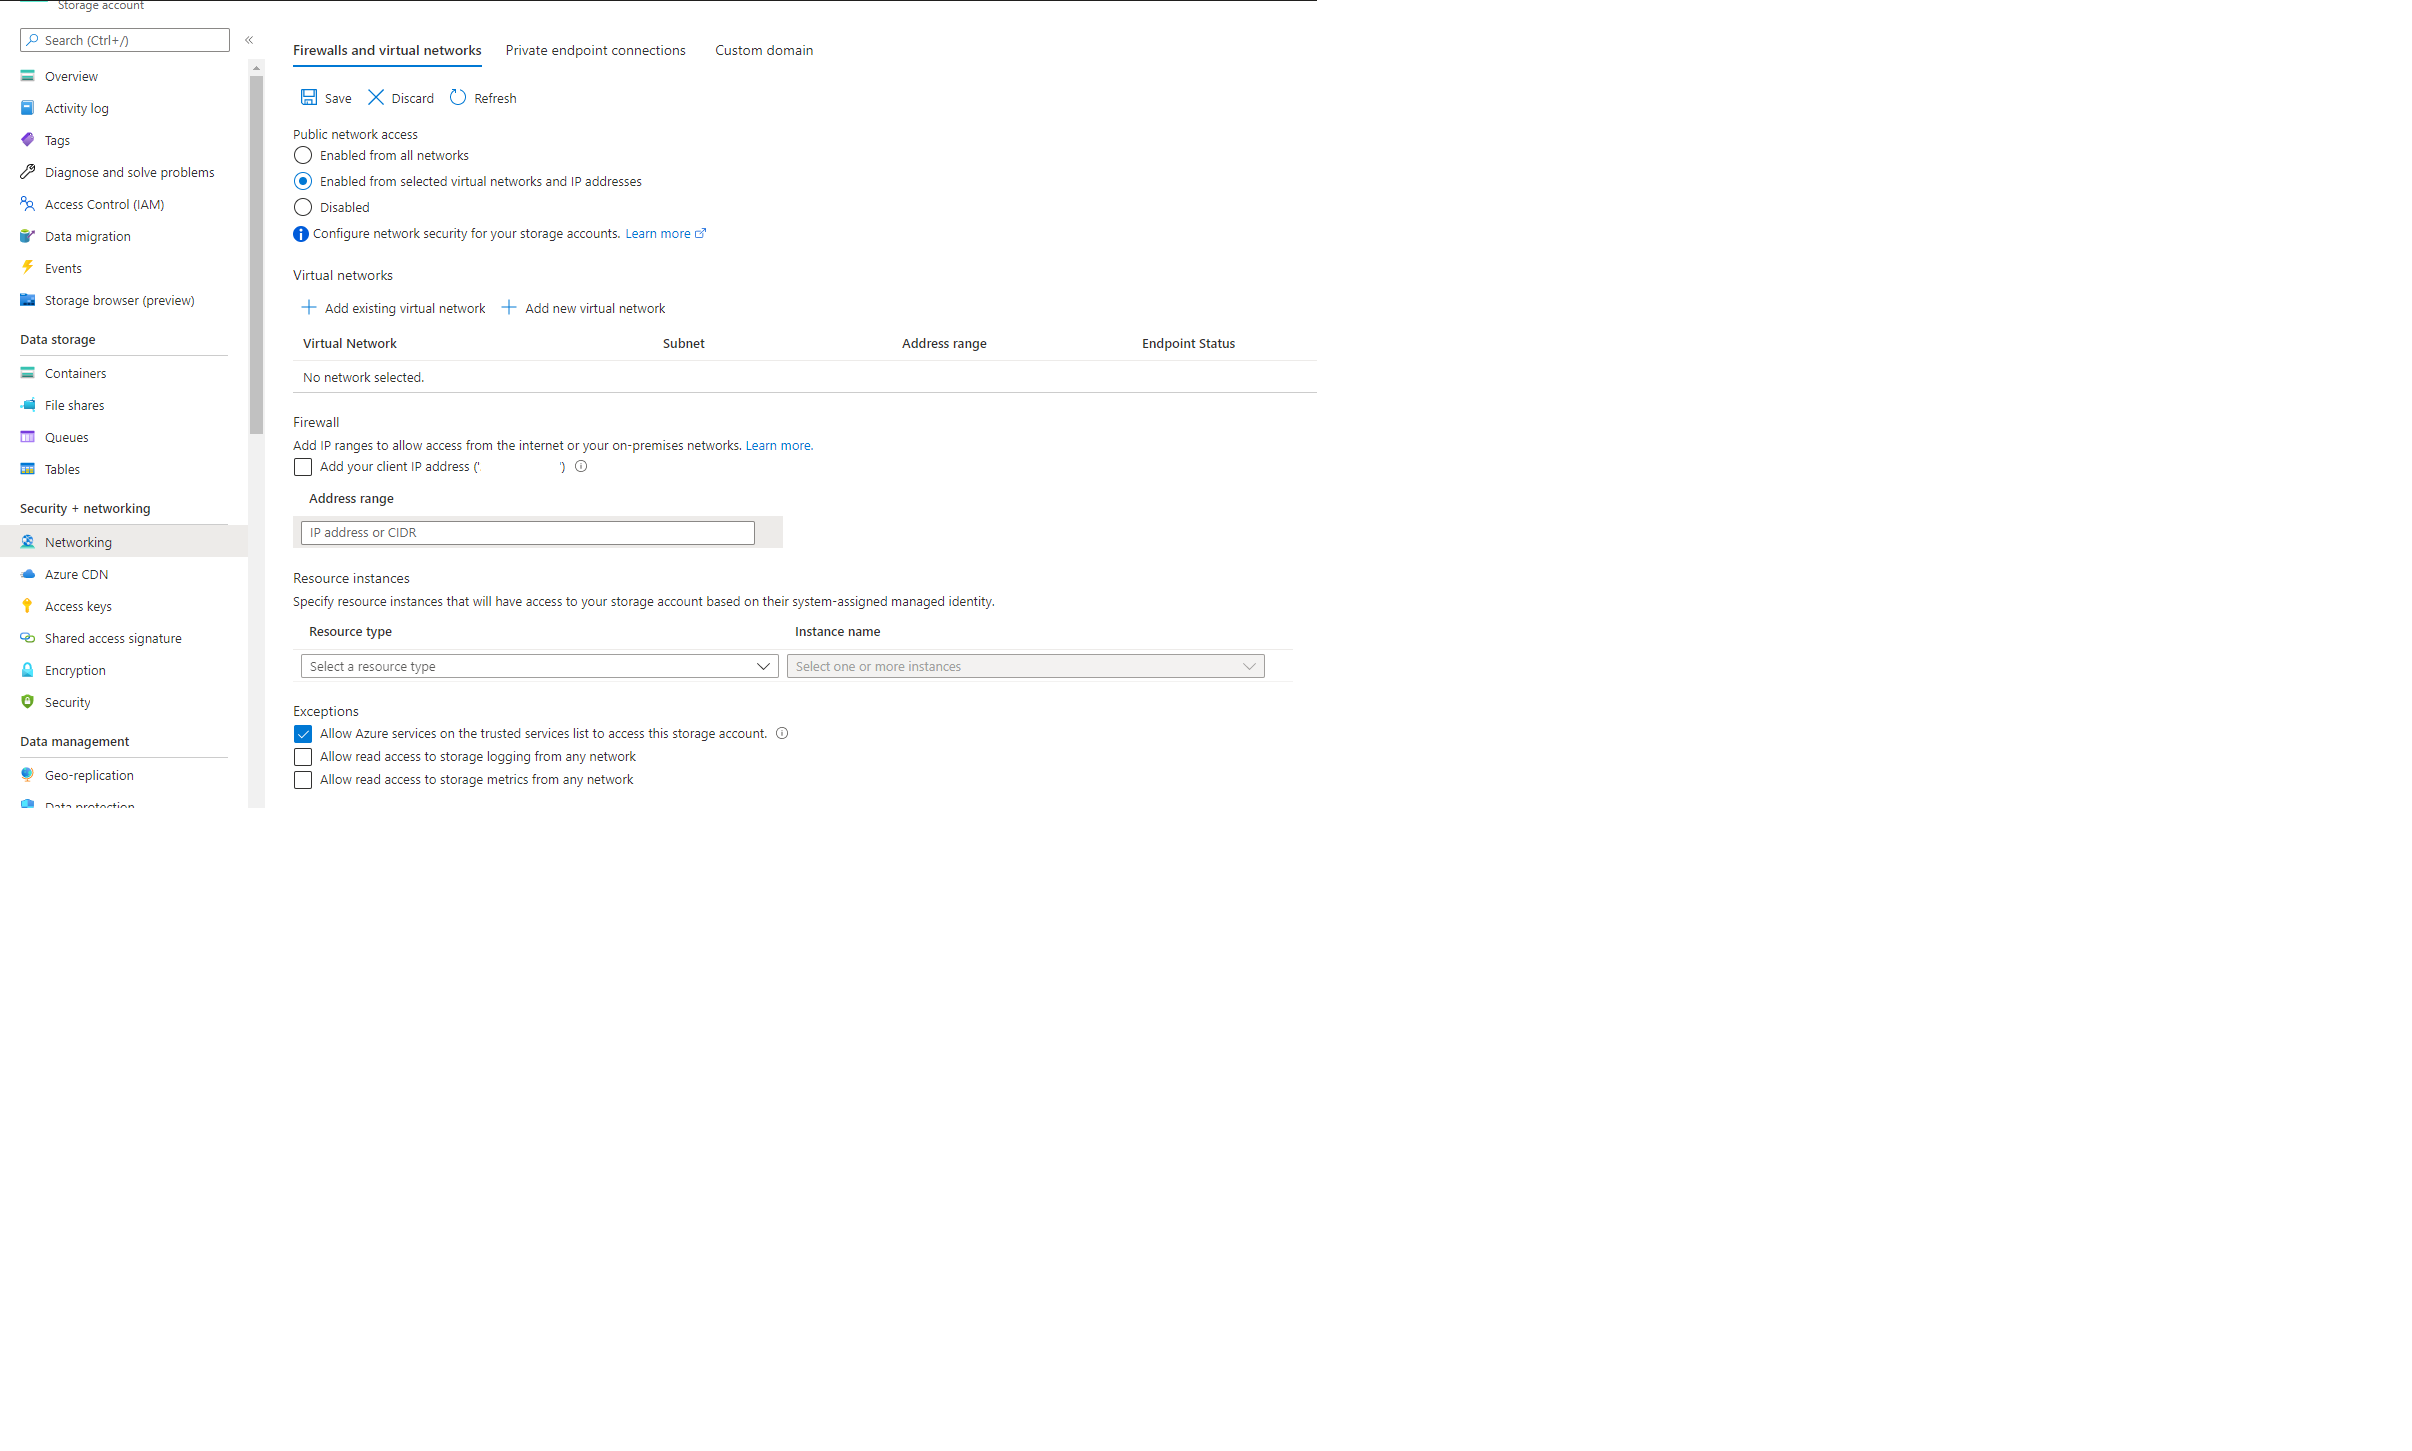 Storage account
Search (Ctrl+/)
«
Overview
Activity log
Tags
Diagnose and solve problems
Access Control (IAM)
Data migration
Events
Storage browser (preview)
Data storage
Containers
File shares
Queues
Tables
Security + networking
Networking
Azure CDN
Access keys
Shared access signature
Encryption
Security
Data management
Geo-replication
Data protection
Firewalls and virtual networks Private endpoint connections Custom domain
Save Discard Refresh
Public network access
Enabled from all networks
Enabled from selected virtual networks and IP addresses
Disabled
Configure network security for your storage accounts. Learn more
Virtual networks
Add existing virtual network Add new virtual network
Virtual Network Subnet Address range Endpoint Status
No network selected.
Firewall
Add IP ranges to allow access from the internet or your on-premises networks. Learn more.
Add your client IP address (' ')
Address range
IP address or CIDR
Resource instances
Specify resource instances that will have access to your storage account based on their system-assigned managed identity.
Resource type Instance name
Select a resource type Select one or more instances
Exceptions
Allow Azure services on the trusted services list to access this storage account.
Allow read access to storage logging from any network
Allow read access to storage metrics from any network